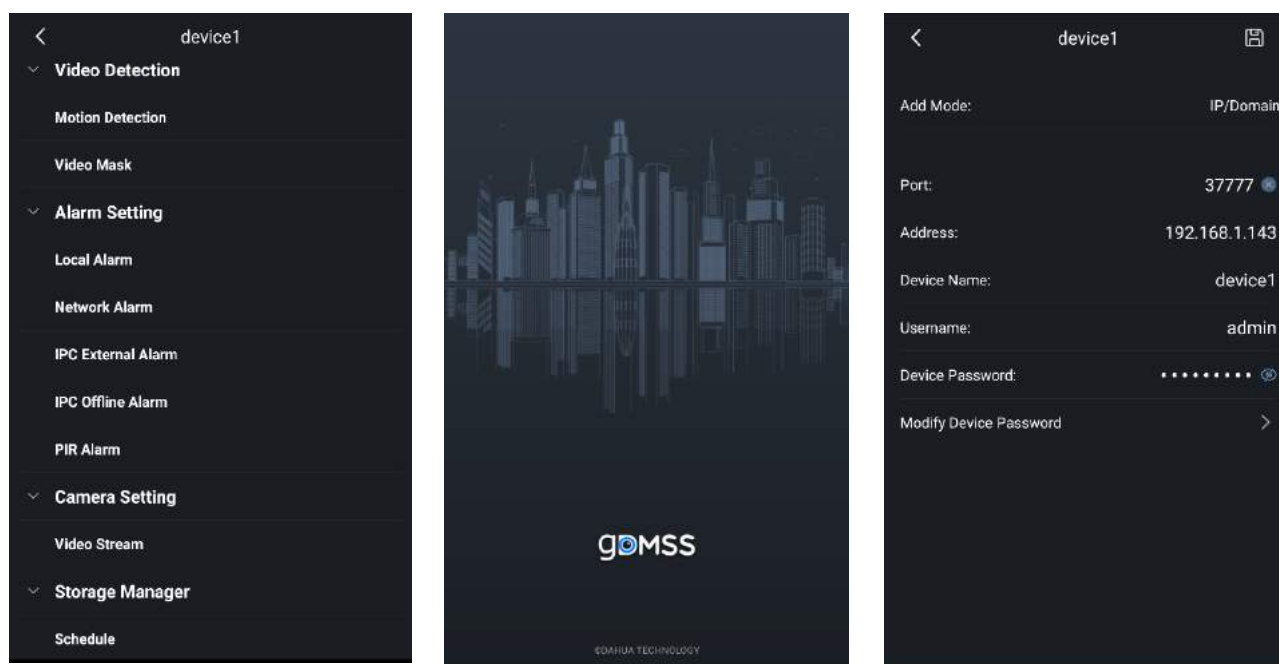 device1
Video Detection
Motion Detection
Video Mask
Alarm Setting
Local Alarm
Network Alarm
IPC External Alarm
IPC Offline Alarm
PIR Alarm
Camera Setting
Video Stream
Storage Manager
Schedule
gDMSS
©DAHUA TECHNOLOGY
device1
Add Mode: IP/Domain
Port: 37777
Address: 192.168.1.143
Device Name: device1
Username: admin
Device Password: •••••••••
Modify Device Password